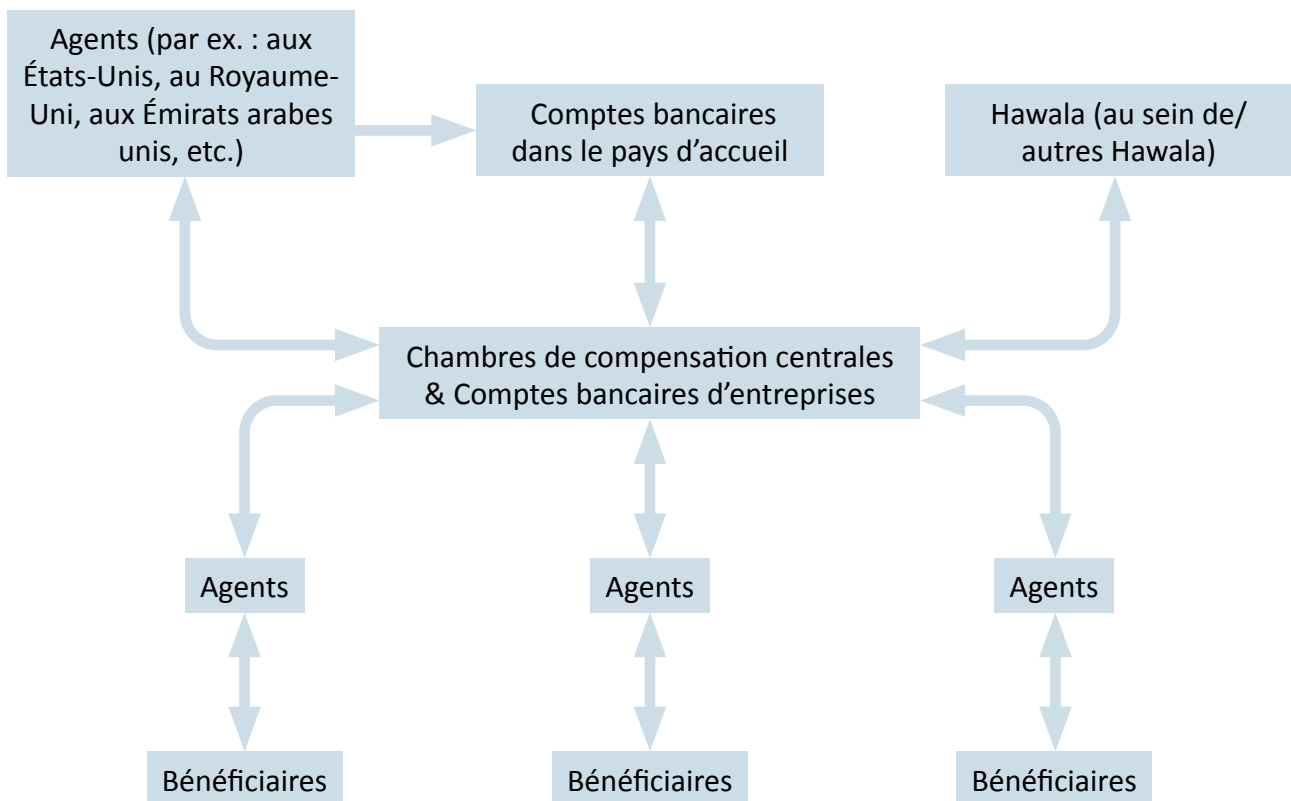 Agents (par ex. : aux
États-Unis, au Royaume-
Uni, aux Émirats arabes
unis, etc.)
Comptes bancaires
dans le pays d’accueil
Hawala (au sein de/
autres Hawala)
Chambres de compensation centrales
& Comptes bancaires d’entreprises
Agents
Agents
Agents
Bénéficiaires
Bénéficiaires
Bénéficiaires